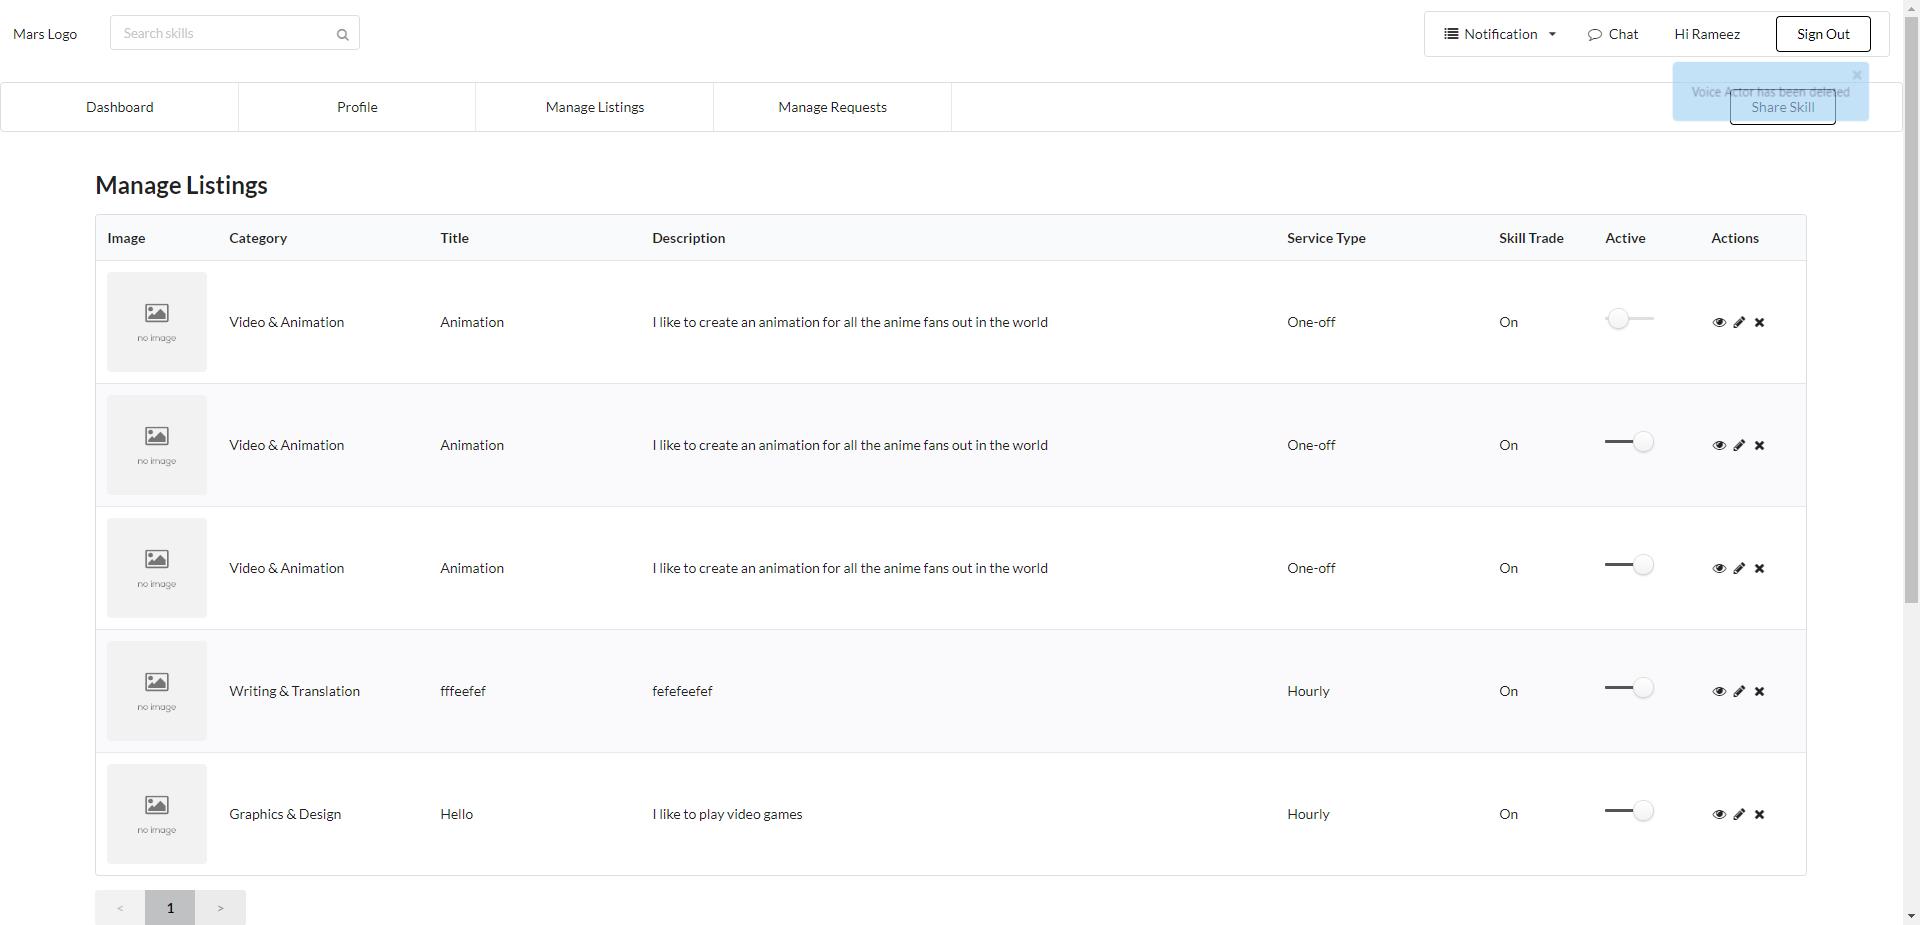 Mars Logo
Search skills
Notification
Chat
Hi Rameez
Sign Out
Voice Actor has been deleted
Dashboard
Profile
Manage Listings
Manage Requests
Share Skill
Manage Listings
Image Category Title Description Service Type Skill Trade Active Actions
Video & Animation Animation I like to create an animation for all the anime fans out in the world One-off On
no image
Video & Animation Animation I like to create an animation for all the anime fans out in the world One-off On
no image
Video & Animation Animation I like to create an animation for all the anime fans out in the world One-off On
no image
Writing & Translation fffeefef fefefeefef Hourly On
no image
Graphics & Design Hello I like to play video games Hourly On
no image
< 1 >